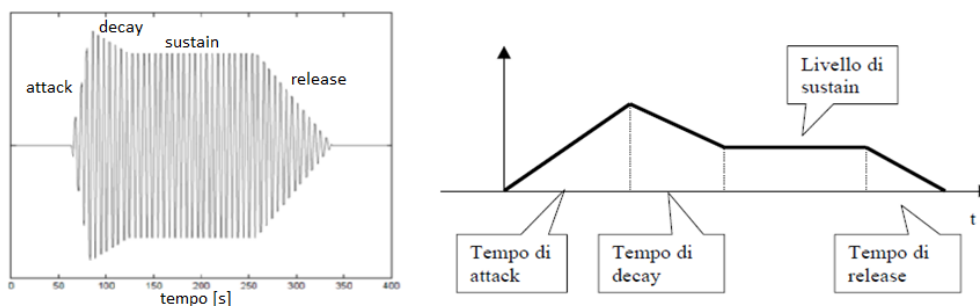 decay
sustain
attack
release
0 50 100 150 200 250 300 350 400
tempo [s]
Livello di
sustain
t
Tempo di
attack
Tempo di
decay
Tempo di
release